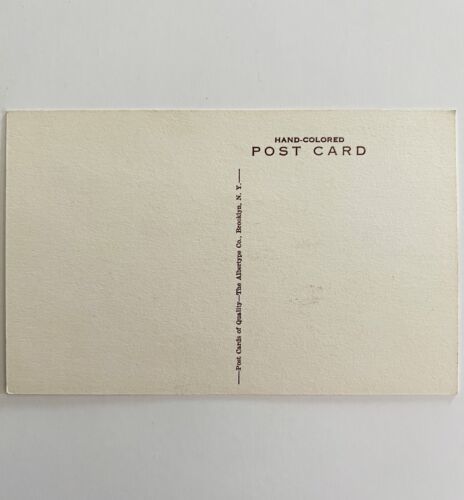 HAND-COLORED
POST CARD
—Post Cards of Quality—The Albertype Co., Brooklyn, N. Y.—